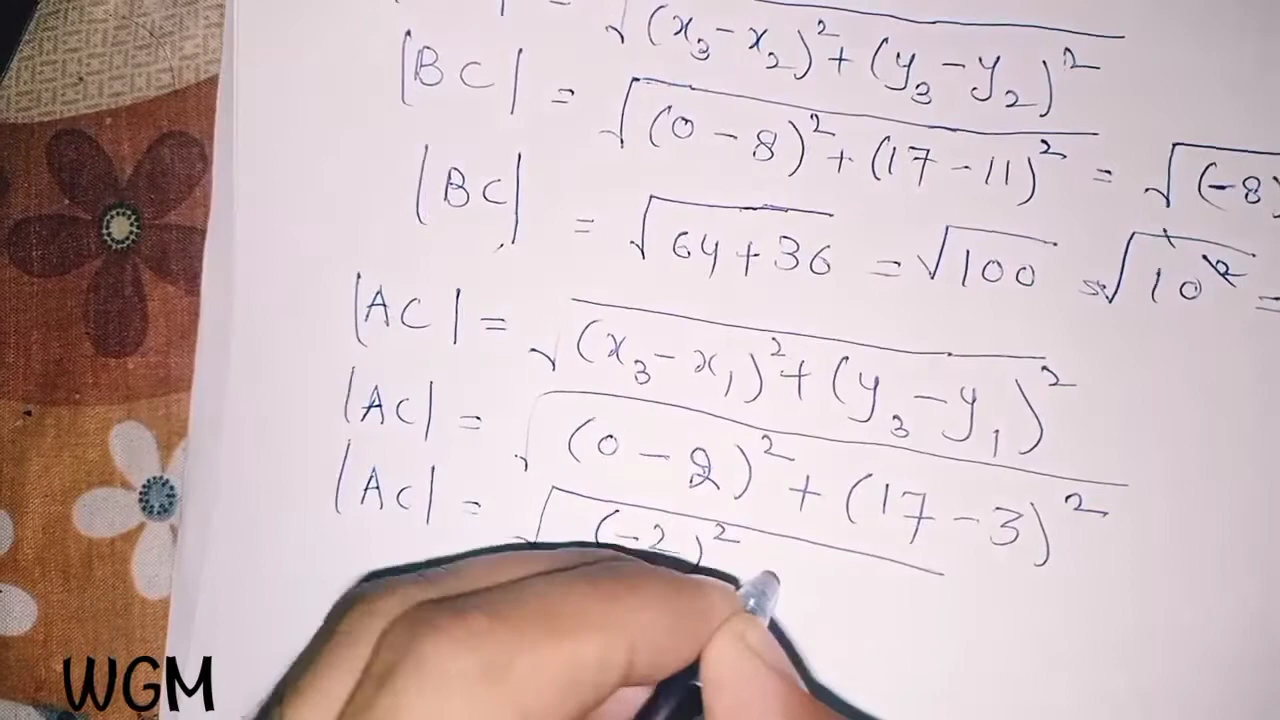 = √(x₃ - x₂)² + (y₃ - y₂)²
|BC| = √(0 - 8)² + (17 - 11)² = √(-8)
|BC| = √64 + 36 = √100 = √10² =
|AC| = √(x₃ - x₁)² + (y₃ - y₁)²
|AC| = √(0 - 2)² + (17 - 3)²
|AC| = √(-2)²
WGM